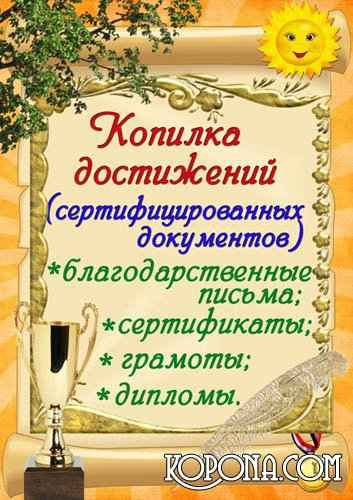 Копилка
достижений
(сертифицированных
документов)
*благодарственные
письма;
*сертификаты;
* грамоты;
* дипломы.
KOPONA.COM